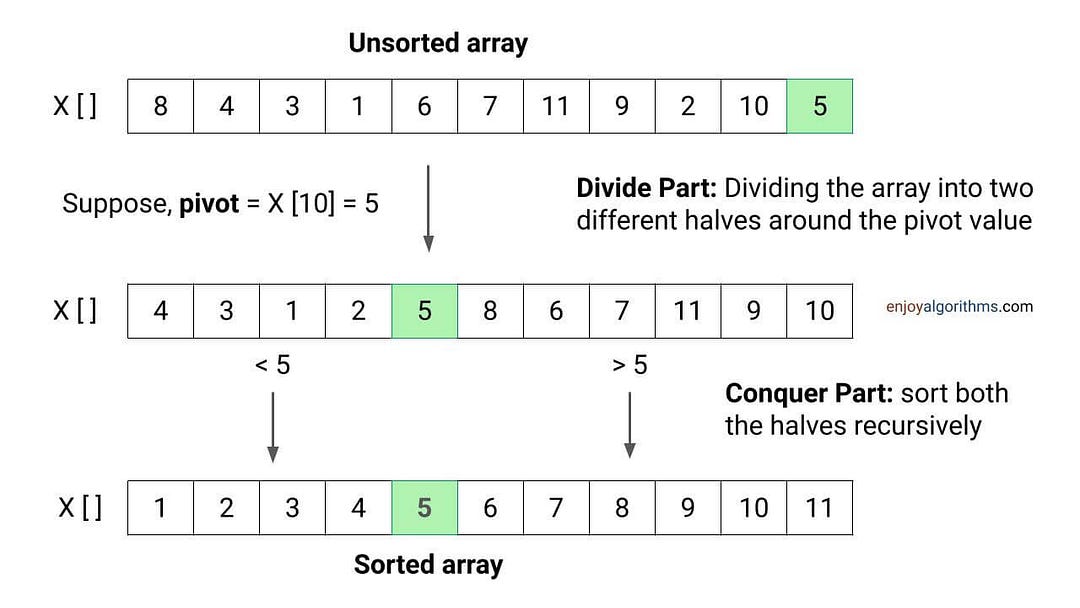 Unsorted array
X [ ] 8 4 3 1 6 7 11 9 2 10 5
Suppose, pivot = X [10] = 5
Divide Part: Dividing the array into two
different halves around the pivot value
X [ ] 4 3 1 2 5 8 6 7 11 9 10
enjoyalgorithms.com
< 5 > 5
Conquer Part: sort both
the halves recursively
X [ ] 1 2 3 4 5 6 7 8 9 10 11
Sorted array